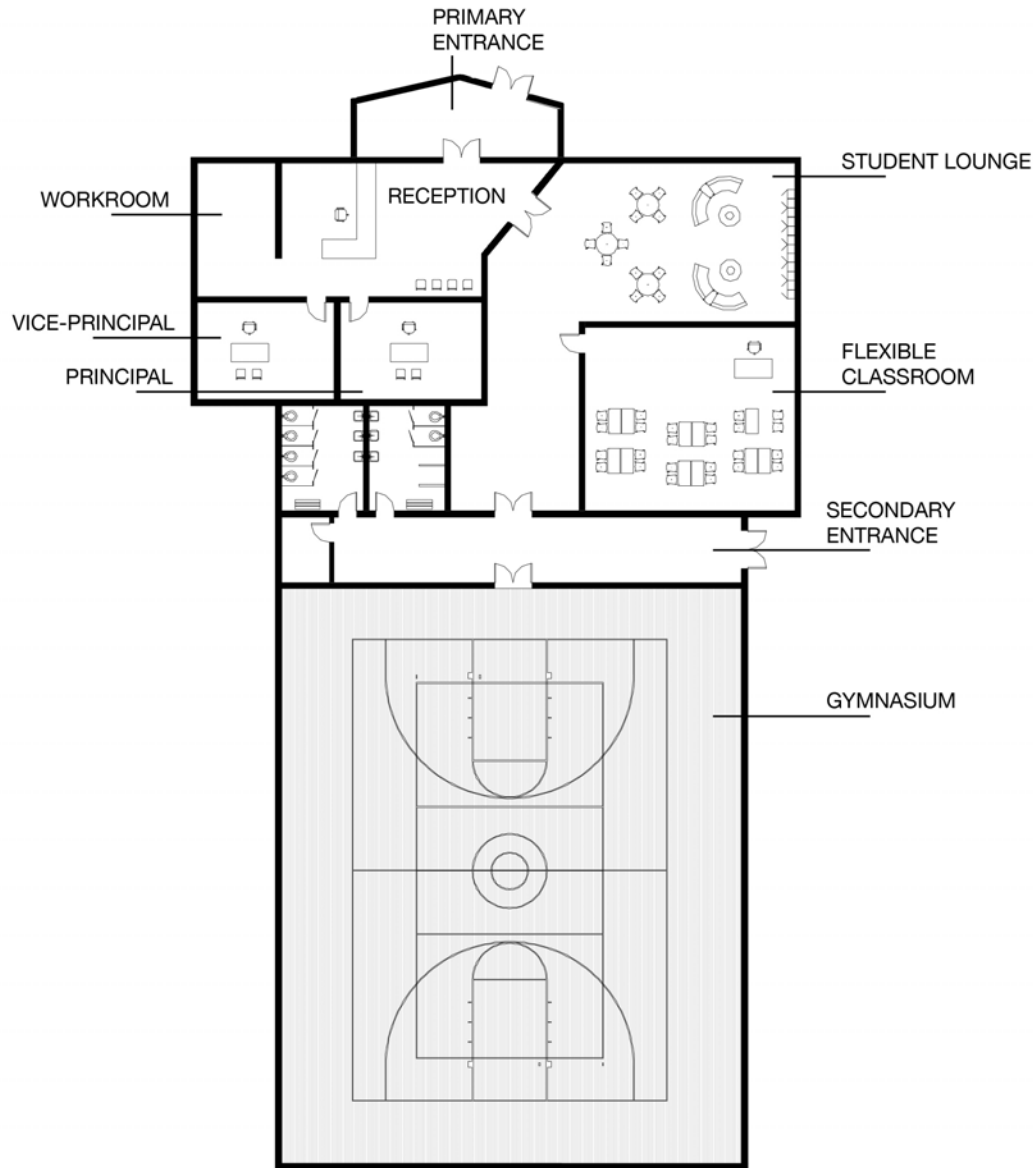 PRIMARY
ENTRANCE
STUDENT LOUNGE
WORKROOM
RECEPTION
VICE-PRINCIPAL
PRINCIPAL
FLEXIBLE
CLASSROOM
SECONDARY
ENTRANCE
GYMNASIUM